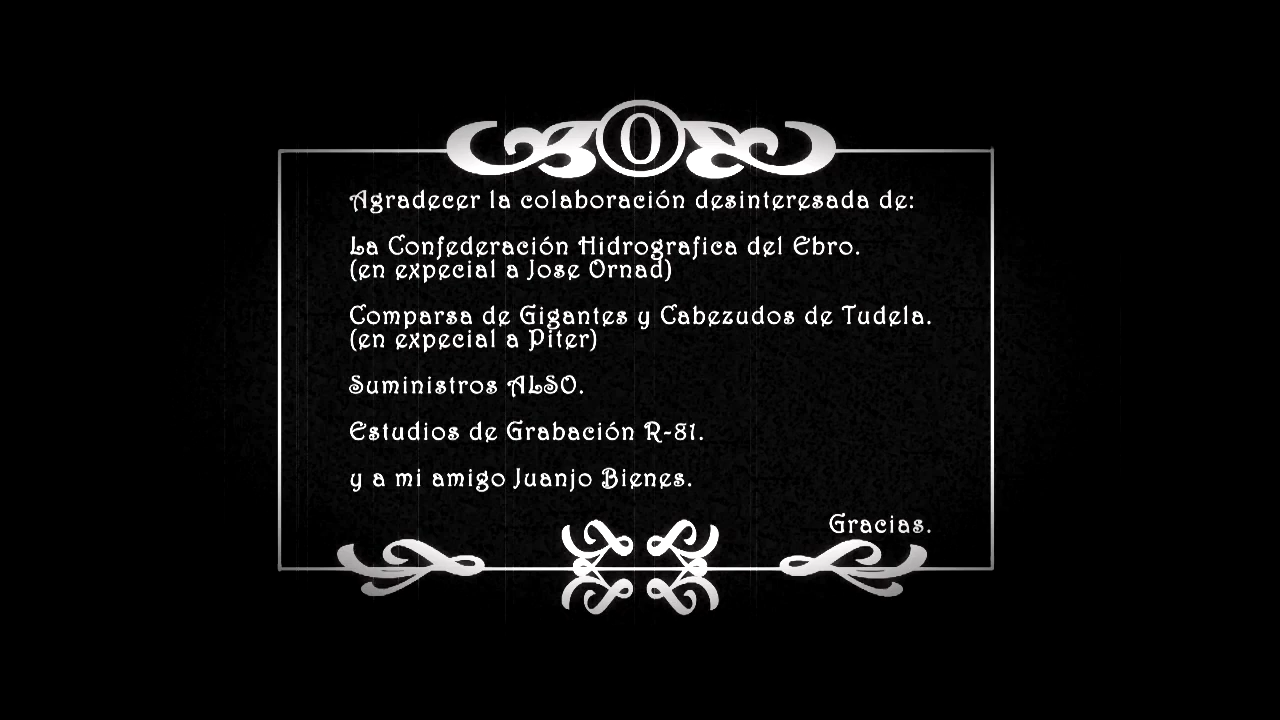 O
Agradecer la colaboración desinteresada de:
La Confederación Hidrografica del Ebro.
(en expecial a Jose Ornad)
Comparsa de Gigantes y Cabezudos de Tudela.
(en expecial a Piter)
Suministros ALSO.
Estudios de Grabación R-81.
y a mi amigo Juanjo Bienes.
Gracias.